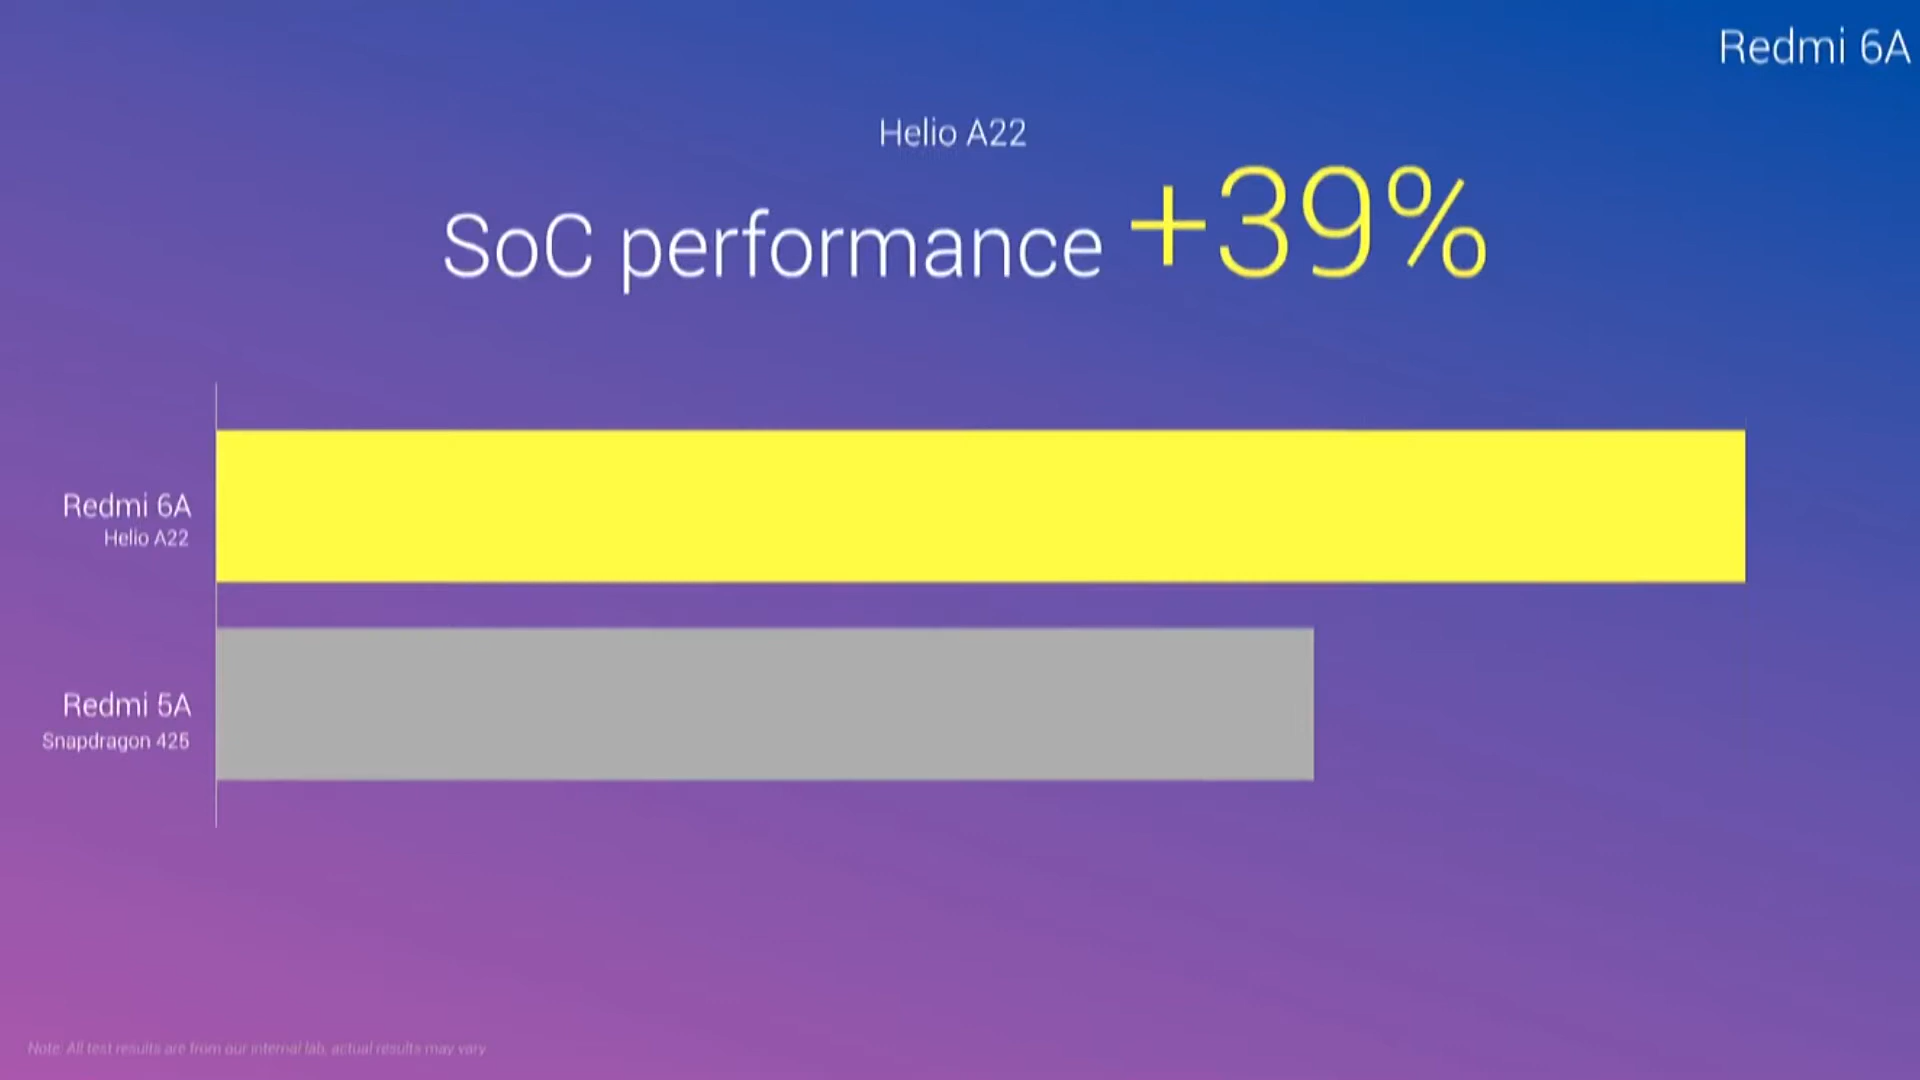 Redmi 6A
Helio A22
SoC performance +39%
Redmi 6A
Helio A22
Redmi 5A
Snapdragon 425
Note: All test results are from our internal lab, actual results may vary